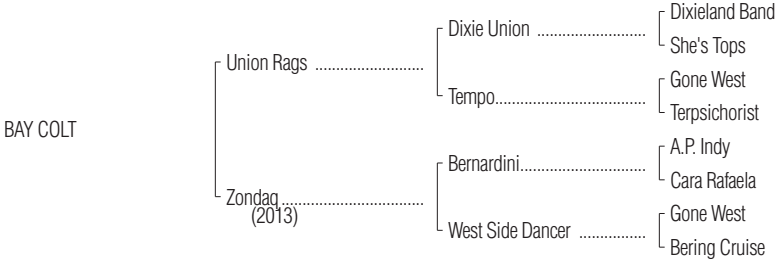 Dixieland Band
Dixie Union ..........................
She's Tops
Union Rags ..........................
Gone West
Tempo....................................
Terpsichorist
BAY COLT
A.P. Indy
Bernardini..............................
Cara Rafaela
Zondaq ..................................
(2013)
Gone West
West Side Dancer ................
Bering Cruise